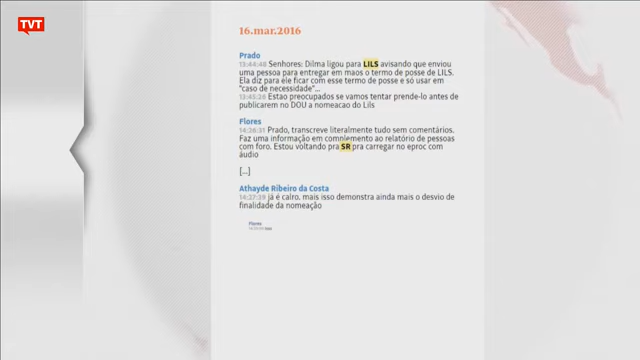 TVT
16.mar.2016
Prado
13:44:48 Senhores: Dilma ligou para LILS avisando que enviou
uma pessoa para entregar em maos o termo de posse de LILS.
Ela diz para ele ficar com esse termo de posse e só usar em
"caso de necessidade"...
13:45:26 Estao preocupados se vamos tentar prende-lo antes de
publicarem no DOU a nomeacao do Lils
Flores
14:26:31 Prado, transcreve literalmente tudo sem comentários.
Faz uma informação em complemento ao relatório de pessoas
com foro. Estou voltando pra SR pra carregar no eproc com
áudio
[...]
Athayde Ribeiro da Costa
14:27:29 já é calro, mais isso demonstra ainda mais o desvio de
finalidade da nomeação
Flores